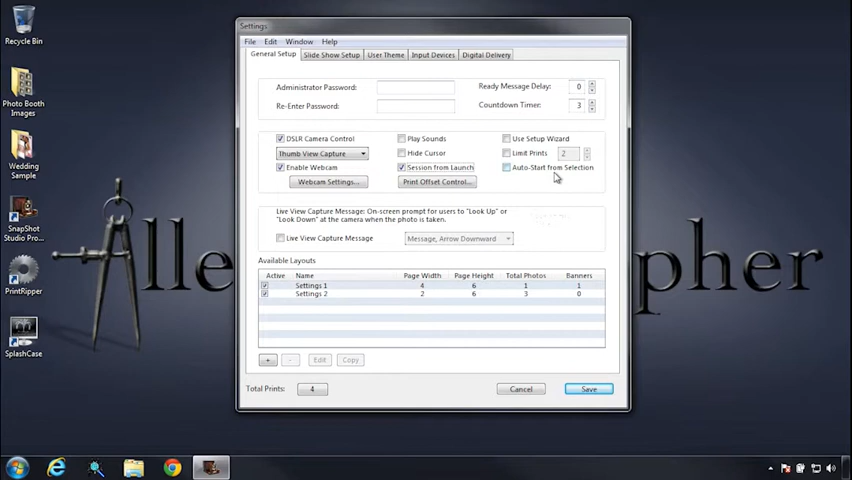 Settings
File Edit Window Help
General Setup Slide Show Setup User Theme Input Devices Digital Delivery
Administrator Password: Ready Message Delay: 0
Re-Enter Password: Countdown Timer: 3
DSLR Camera Control Play Sounds Use Setup Wizard
Thumb View Capture Hide Cursor Limit Prints 2
Enable Webcam Session from Launch Auto-Start from Selection
Webcam Settings... Print Offset Control...
Live View Capture Message: On-screen prompt for users to "Look Up" or
"Look Down" at the camera when the photo is taken.
Live View Capture Message Message, Arrow Downward
Available Layouts
Active Name Page Width Page Height Total Photos Banners
Settings 1 4 6 1 1
Settings 2 2 6 3 0
+ - Edit Copy
Total Prints: 4 Cancel Save
Recycle Bin
Photo Booth
Images
Wedding
Sample
SnapShot
Studio Pro...
PrintRipper
SplashCase